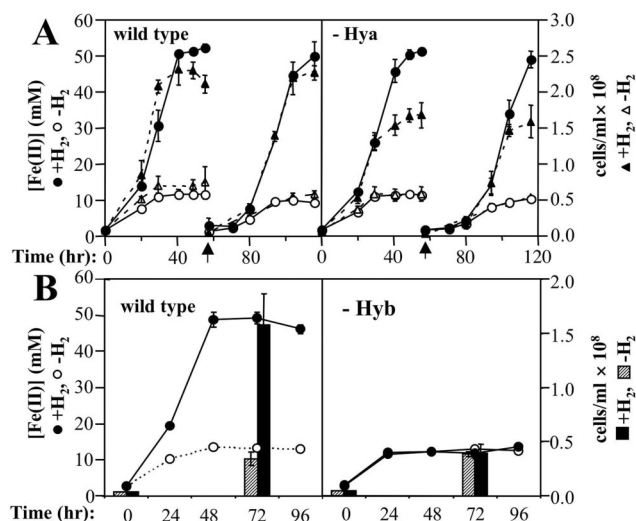 A
wild type
- Hya
60
50
40
30
20
10
0
[Fe(II)] (mM)
● +H2, ○ -H2
3.0
2.5
2.0
1.5
1.0
0.5
0.0
cells/ml × 10^8
▲ +H2, △ -H2
Time (hr): 0 40 80 0 40 80 120
B
wild type
- Hyb
60
50
40
30
20
10
0
[Fe(II)] (mM)
● +H2, ○ -H2
2.0
1.5
1.0
0.5
0.0
cells/ml × 10^8
+H2, -H2
Time (hr): 0 24 48 72 96 0 24 48 72 96